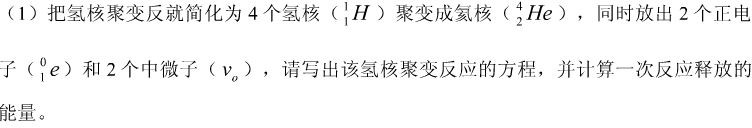 （1）把氢核聚变反就简化为 4 个氢核（${}_{1}^{1}H$）聚变成氦核（${}_{2}^{4}He$），同时放出 2 个正电
子（${}_{1}^{0}e$）和 2 个中微子（$v_o$），请写出该氢核聚变反应的方程，并计算一次反应释放的
能量。